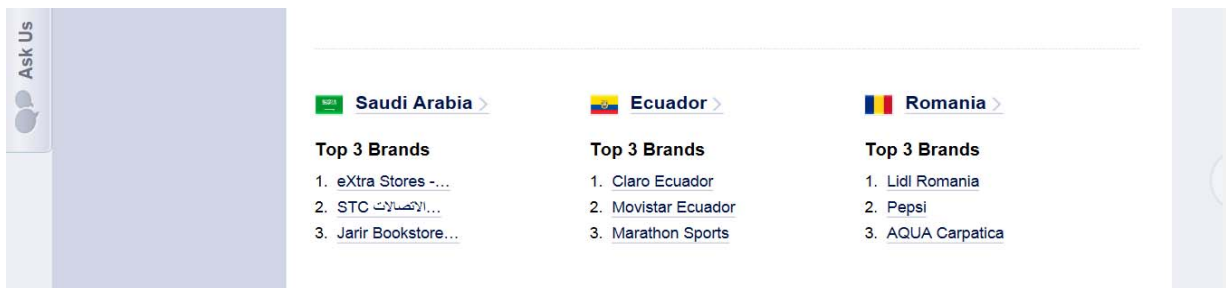 Ask Us
Saudi Arabia >
Top 3 Brands
1. eXtra Stores -...
2. STC الاتصالات...
3. Jarir Bookstore...
Ecuador >
Top 3 Brands
1. Claro Ecuador
2. Movistar Ecuador
3. Marathon Sports
Romania >
Top 3 Brands
1. Lidl Romania
2. Pepsi
3. AQUA Carpatica